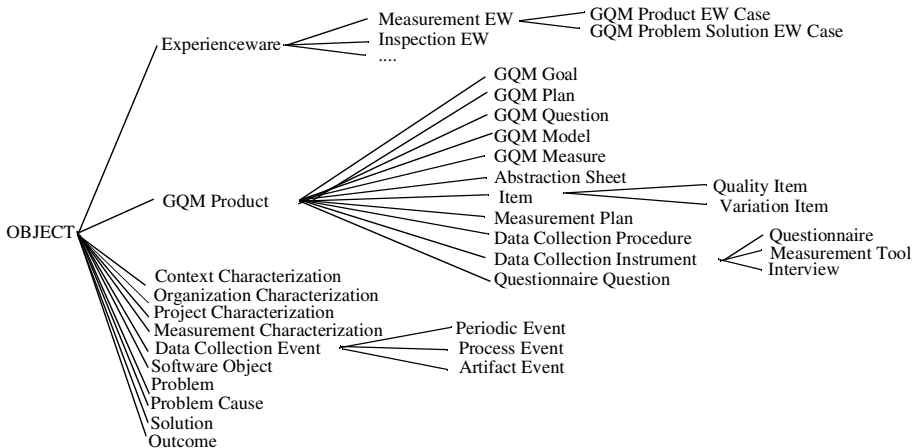 OBJECT
Experienceware
Measurement EW
Inspection EW
....
GQM Product EW Case
GQM Problem Solution EW Case
GQM Product
GQM Goal
GQM Plan
GQM Question
GQM Model
GQM Measure
Abstraction Sheet
Item
Quality Item
Variation Item
Measurement Plan
Data Collection Procedure
Data Collection Instrument
Questionnaire
Measurement Tool
Interview
Questionnaire Question
Context Characterization
Organization Characterization
Project Characterization
Measurement Characterization
Data Collection Event
Periodic Event
Process Event
Artifact Event
Software Object
Problem
Problem Cause
Solution
Outcome